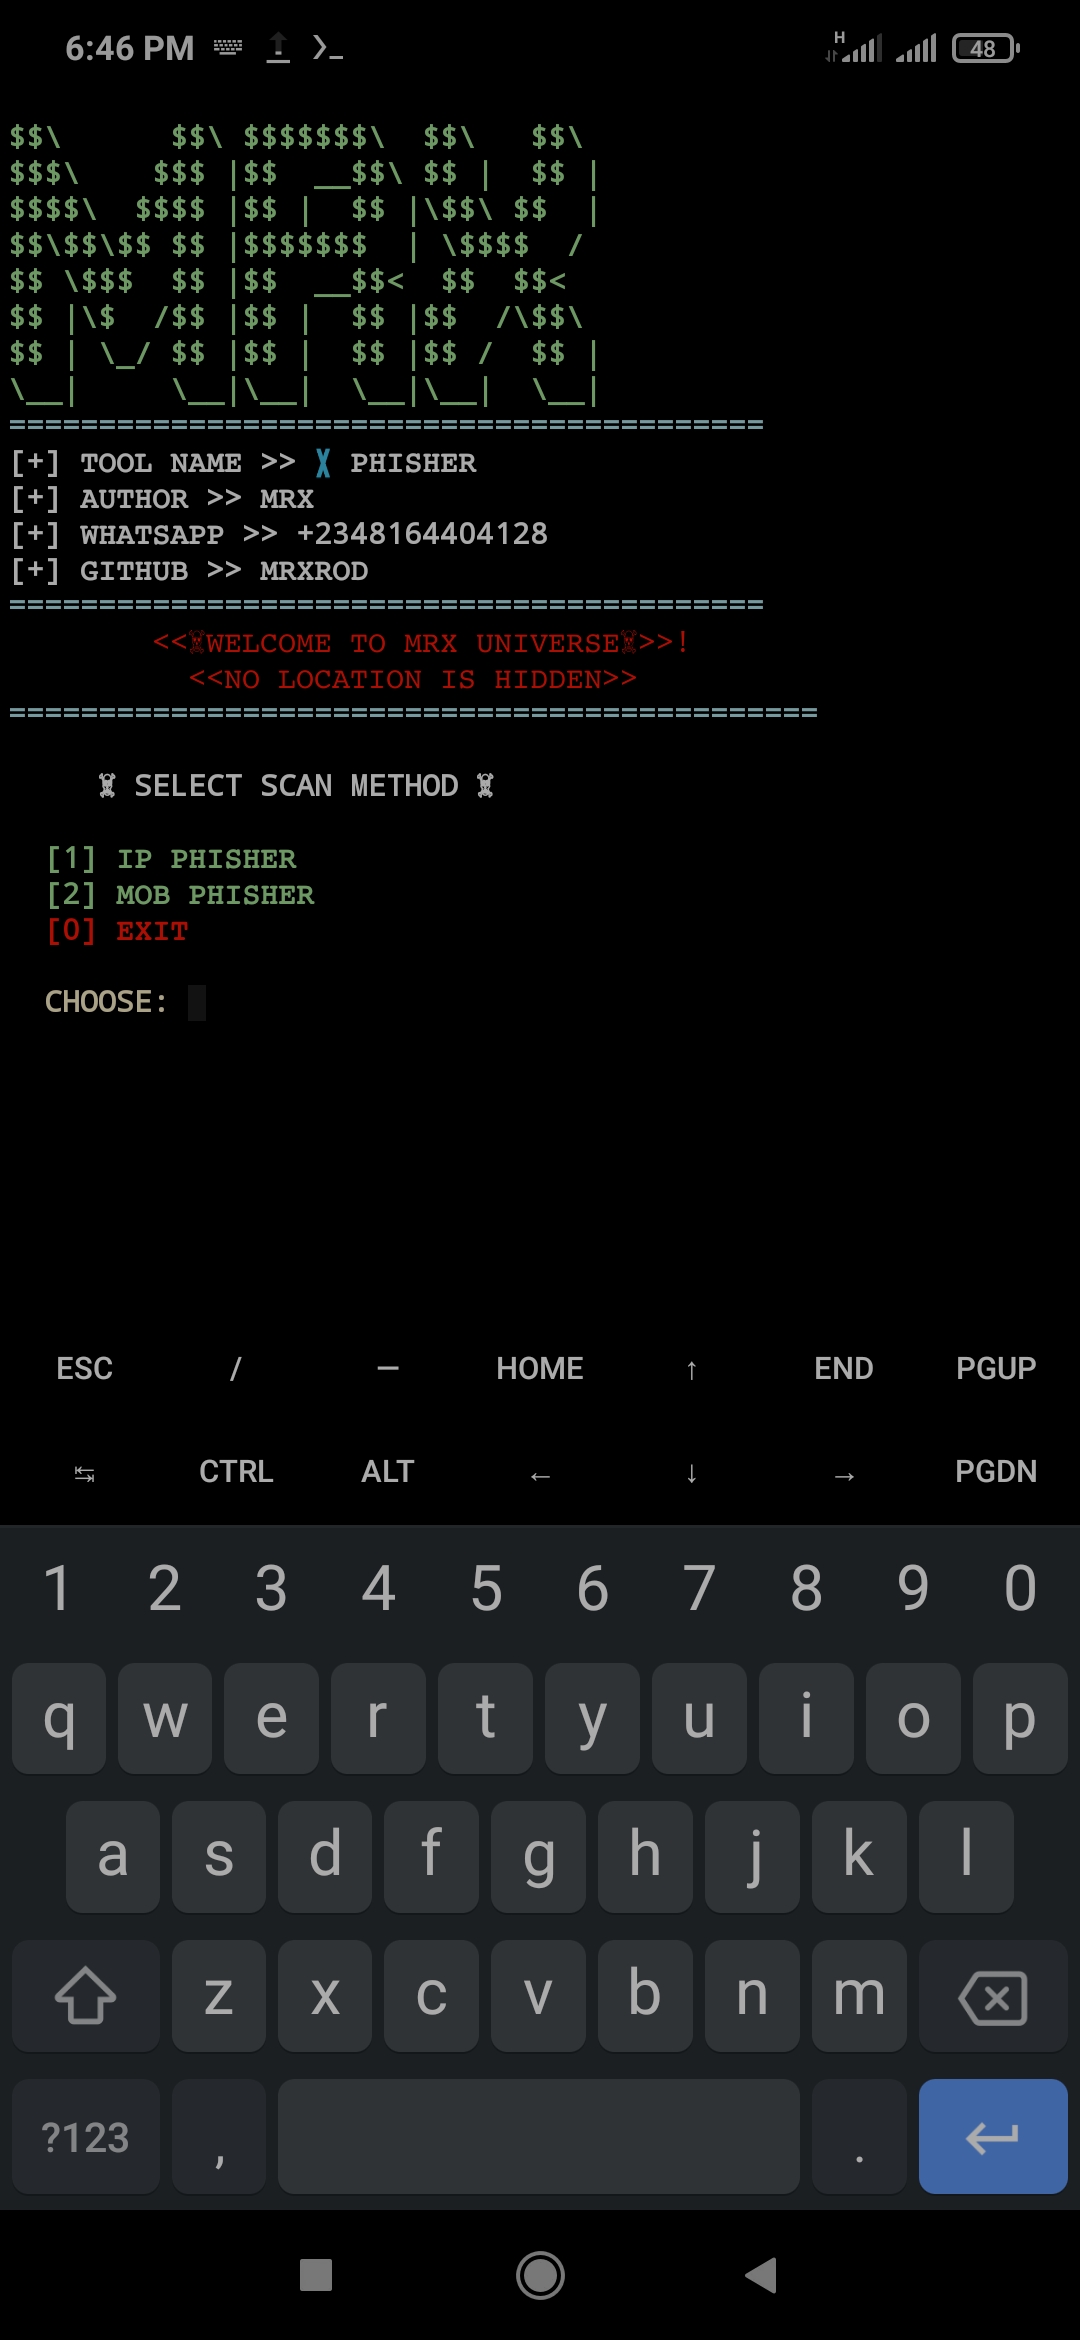 6:46 PM H 48
$$\      $$\ $$$$$$$\  $$\   $$\
$$$\    $$$ |$$  __$$\ $$ |  $$ |
$$$$\  $$$$ |$$ |  $$ |\$$\ $$  |
$$\$$\$$ $$ |$$$$$$$  | \$$$$  /
$$ \$$$  $$ |$$  __$$<  $$  $$<
$$ |\$  /$$ |$$ |  $$ |$$  /\$$\
$$ | \_/ $$ |$$ |  $$ |$$ /  $$ |
\__|     \__|\__|  \__|\__|  \__|
==========================================
[+] TOOL NAME >> X PHISHER
[+] AUTHOR >> MRX
[+] WHATSAPP >> +2348164404128
[+] GITHUB >> MRXROD
==========================================
<<☠WELCOME TO MRX UNIVERSE☠>>!
<<NO LOCATION IS HIDDEN>>
=============================================
☠ SELECT SCAN METHOD ☠
[1] IP PHISHER
[2] MOB PHISHER
[0] EXIT
CHOOSE:
ESC / — HOME ↑ END PGUP
↹ CTRL ALT ← ↓ → PGDN
1 2 3 4 5 6 7 8 9 0
q w e r t y u i o p
a s d f g h j k l
z x c v b n m
?123 , .